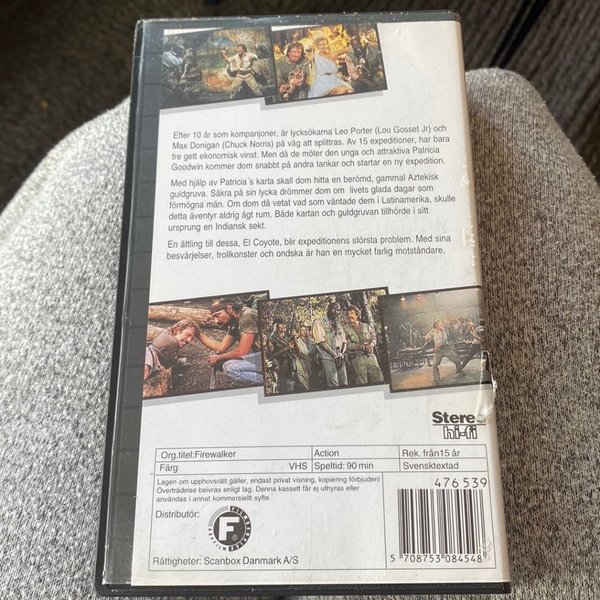 Efter 10 år som kompanjoner, är lycksökarna Leo Porter (Lou Gosset Jr) och
Max Donigan (Chuck Norris) på väg att splittras. Av 15 expeditioner, har bara
tre gett ekonomisk vinst. Men då de möter den unga och attraktiva Patricia
Goodwin kommer dom snabbt på andra tankar och startar en ny expedition.
Med hjälp av Patricia´s karta skall dom hitta en berömd, gammal Aztekisk
guldgruva. Säkra på sin lycka drömmer dom om livets glada dagar som
förmögna män. Om dom då vetat vad som väntade dem i Latinamerika, skulle
detta äventyr aldrig ägt rum. Både kartan och guldgruvan tillhörde i sitt
ursprung en Indiansk sekt.
En ättling till dessa, El Coyote, blir expeditionens största problem. Med sina
besvärjelser, trollkonster och ondska är han en mycket farlig motståndare.
Stere
hi-fi
Org.titel:Firewalker Action Rek. från15 år
Färg VHS Speltid: 90 min Svensktextad
Lagen om upphovsrätt gäller, endast privat visning, kopiering förbjuden!
Overträdelse beivras enligt lag. Denna kassett får ej uthyras eller
användas i annat kommersiellt syfte.
476 539
Distributör:
F
5 708753 084548
Rättigheter: Scanbox Danmark A/S